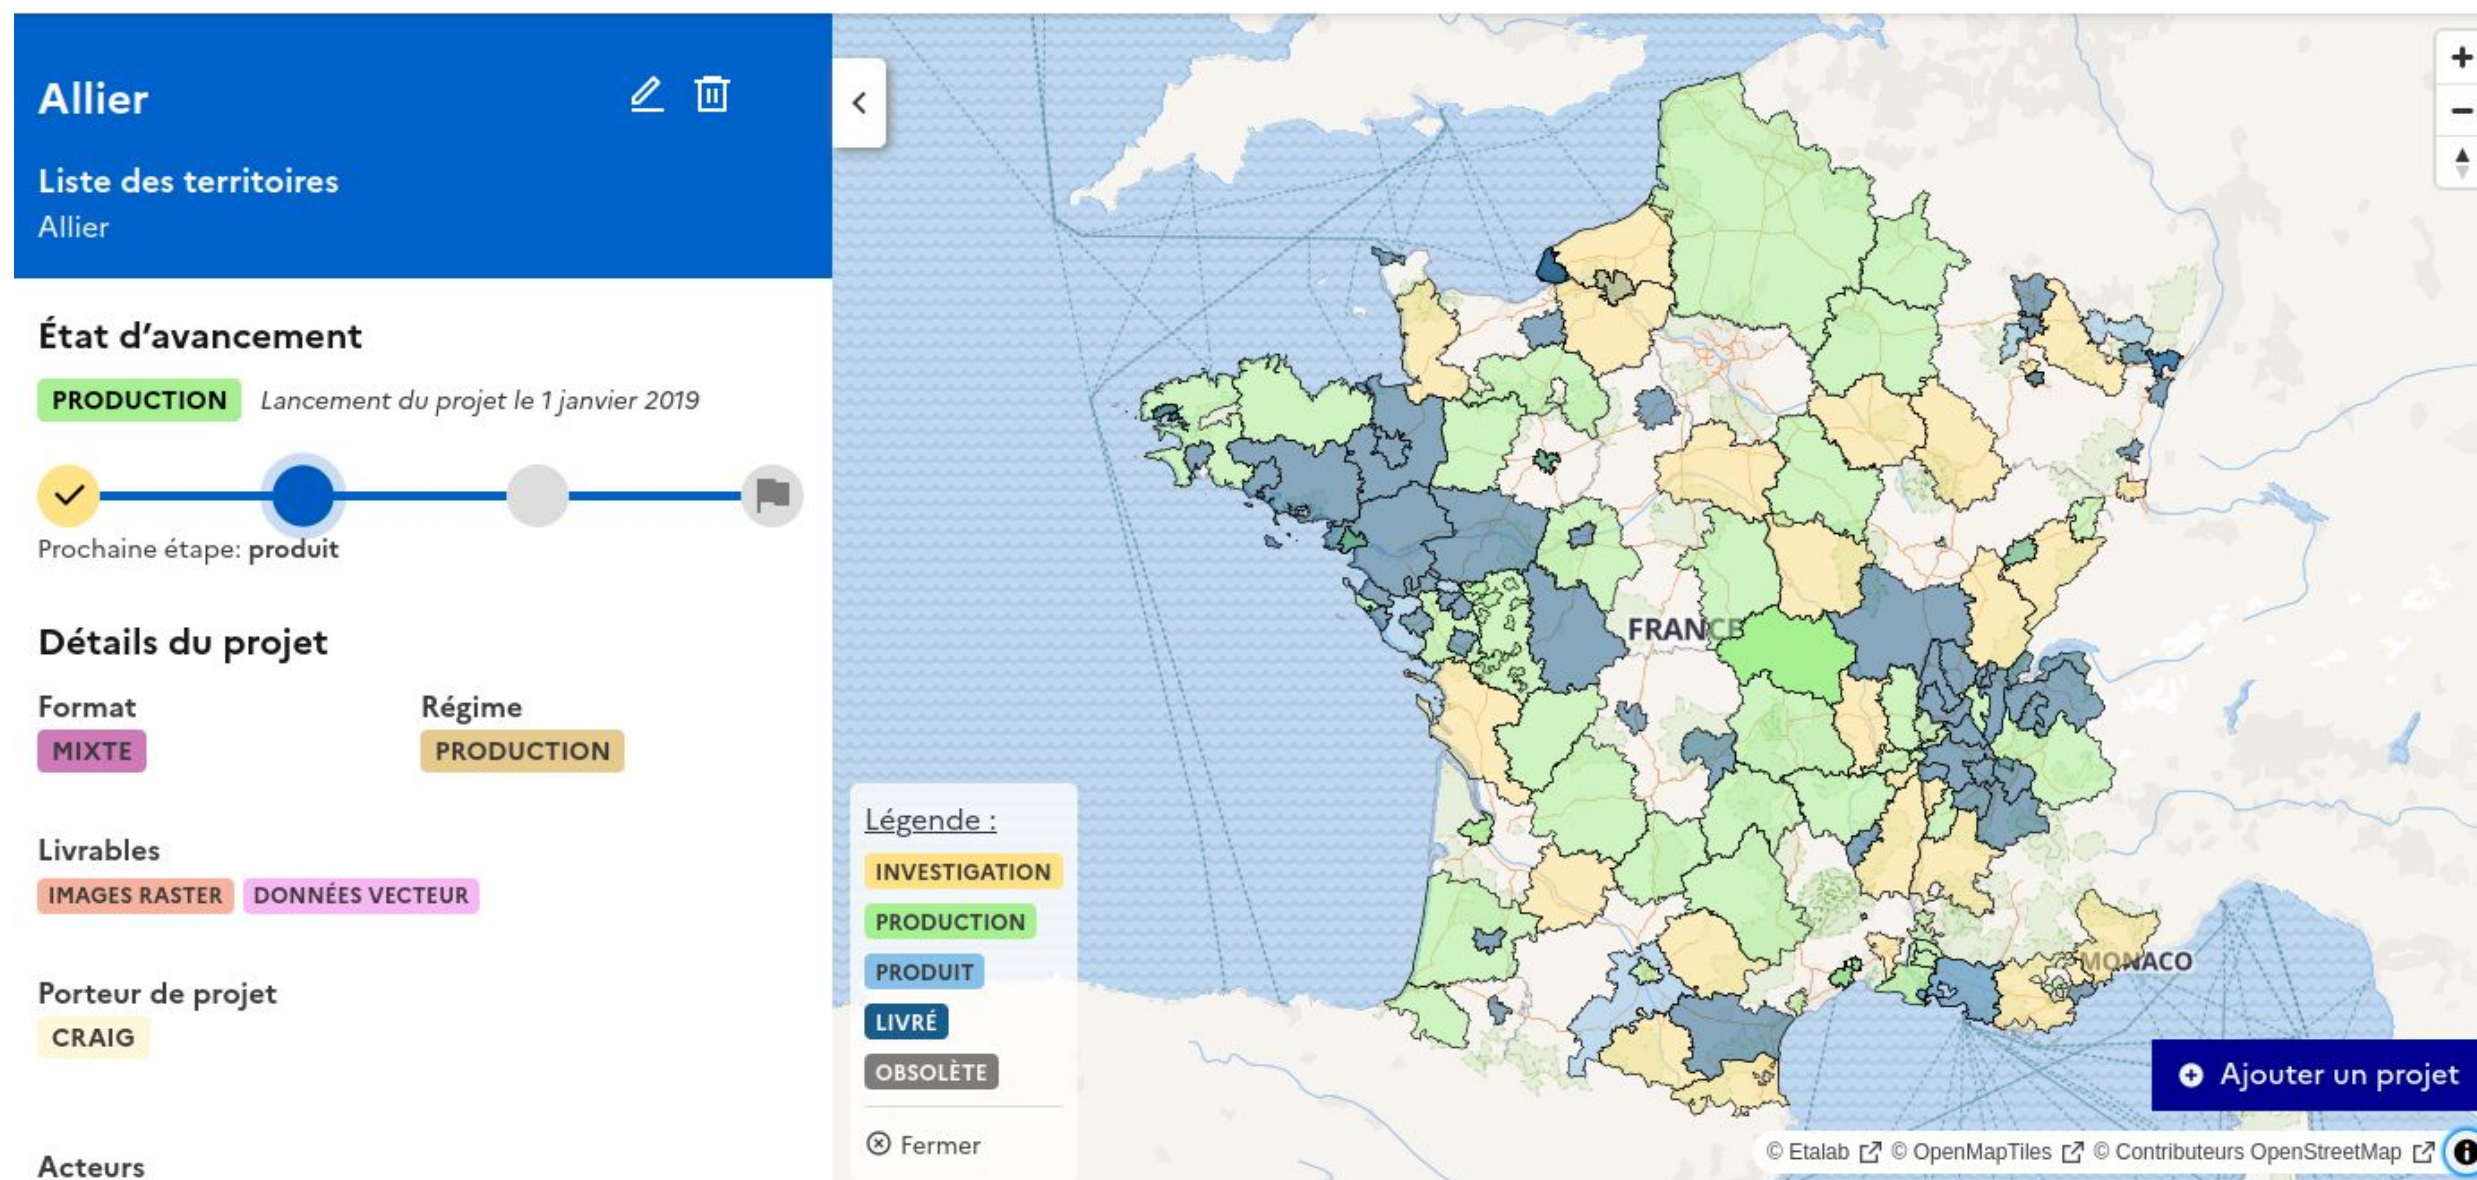 Allier
Liste des territoires
Allier
État d’avancement
PRODUCTION Lancement du projet le 1 janvier 2019
Prochaine étape: produit
Détails du projet
Format Régime
MIXTE PRODUCTION
Livrables
IMAGES RASTER DONNÉES VECTEUR
Porteur de projet
CRAIG
Acteurs
FRANCE
MONACO
Légende :
INVESTIGATION
PRODUCTION
PRODUIT
LIVRÉ
OBSOLÈTE
Fermer
Ajouter un projet
© Etalab © OpenMapTiles © Contributeurs OpenStreetMap